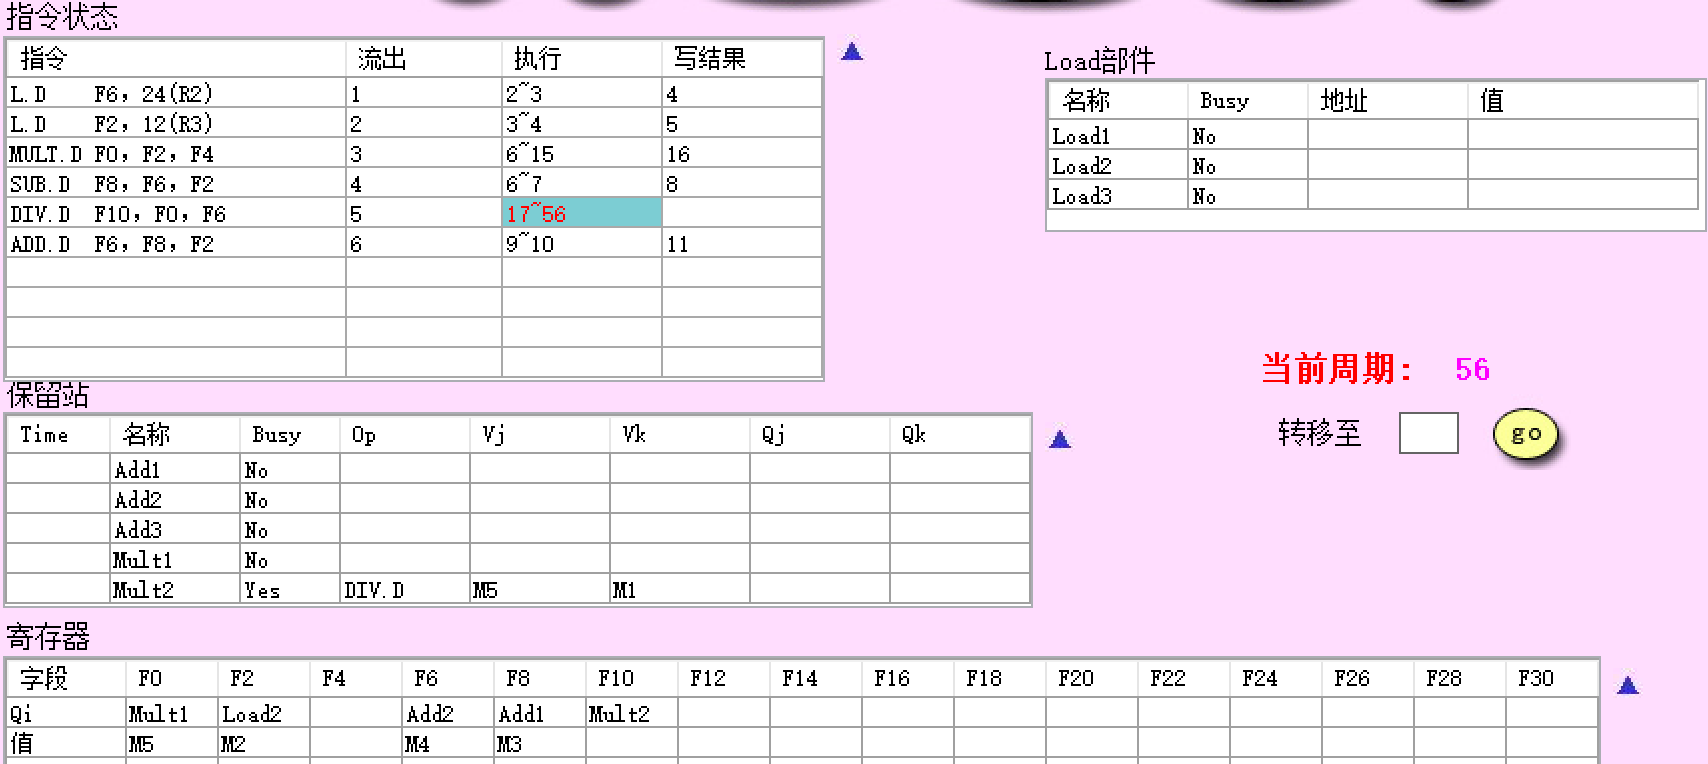 指令状态
指令 流出 执行 写结果
L.D F6, 24(R2) 1 2~3 4
L.D F2, 12(R3) 2 3~4 5
MULT.D F0, F2, F4 3 6~15 16
SUB.D F8, F6, F2 4 6~7 8
DIV.D F10, F0, F6 5 17~56
ADD.D F6, F8, F2 6 9~10 11
Load部件
名称 Busy 地址 值
Load1 No
Load2 No
Load3 No
当前周期: 56
转移至 go
保留站
Time 名称 Busy Op Vj Vk Qj Qk
Add1 No
Add2 No
Add3 No
Mult1 No
Mult2 Yes DIV.D M5 M1
寄存器
字段 F0 F2 F4 F6 F8 F10 F12 F14 F16 F18 F20 F22 F24 F26 F28 F30
Qi Mult1 Load2 Add2 Add1 Mult2
值 M5 M2 M4 M3